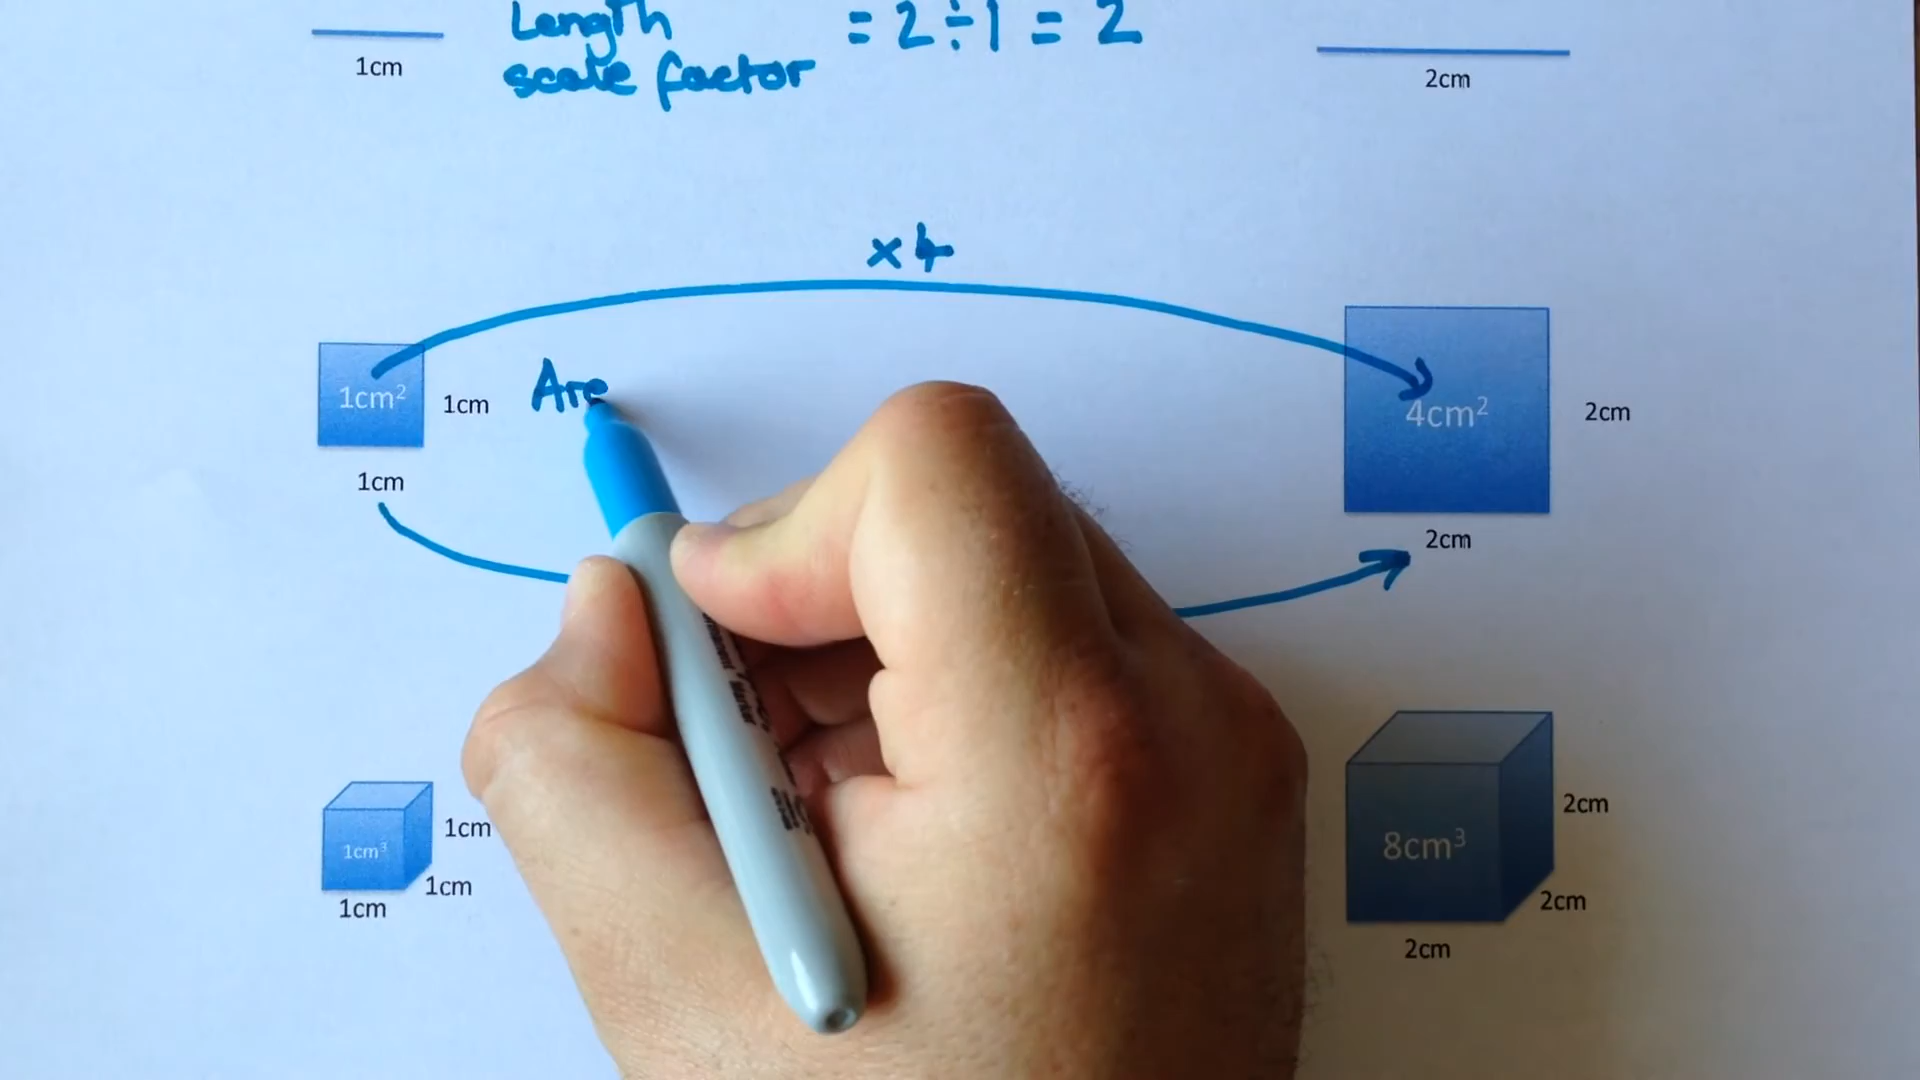 Length = 2 ÷ 1 = 2
scale factor
1cm
2cm
× 4
1cm²
1cm
Are
4cm²
2cm
1cm
2cm
1cm³
1cm
1cm
1cm
8cm³
2cm
2cm
2cm